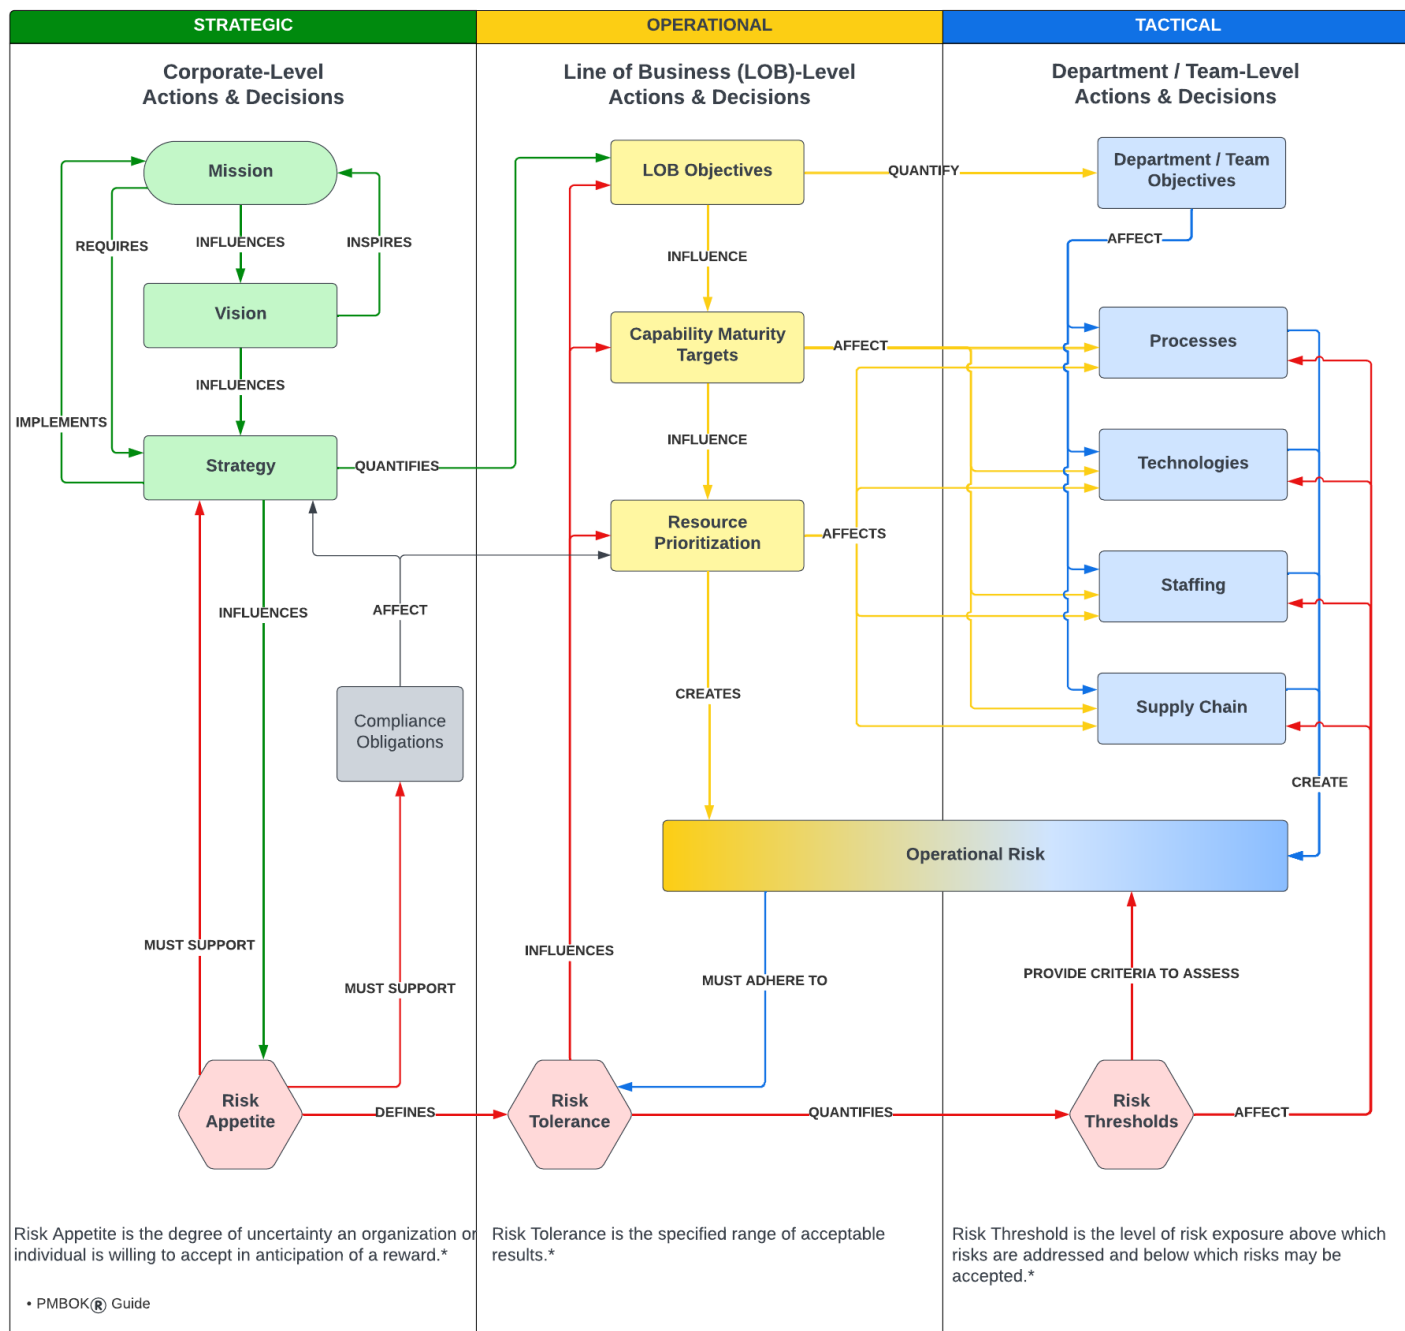 STRATEGIC
OPERATIONAL
TACTICAL
Corporate-Level
Actions & Decisions
Line of Business (LOB)-Level
Actions & Decisions
Department / Team-Level
Actions & Decisions
Mission
REQUIRES
INFLUENCES
INSPIRES
Vision
INFLUENCES
IMPLEMENTS
Strategy
QUANTIFIES
INFLUENCES
AFFECT
Compliance
Obligations
MUST SUPPORT
MUST SUPPORT
Risk
Appetite
DEFINES
LOB Objectives
QUANTIFY
INFLUENCE
Capability Maturity
Targets
AFFECT
INFLUENCE
Resource
Prioritization
AFFECTS
CREATES
Department / Team
Objectives
AFFECT
Processes
Technologies
Staffing
Supply Chain
CREATE
Operational Risk
INFLUENCES
MUST ADHERE TO
PROVIDE CRITERIA TO ASSESS
Risk
Tolerance
QUANTIFIES
Risk
Thresholds
AFFECT
Risk Appetite is the degree of uncertainty an organization or
individual is willing to accept in anticipation of a reward.*
Risk Tolerance is the specified range of acceptable
results.*
Risk Threshold is the level of risk exposure above which
risks are addressed and below which risks may be
accepted.*
• PMBOK® Guide